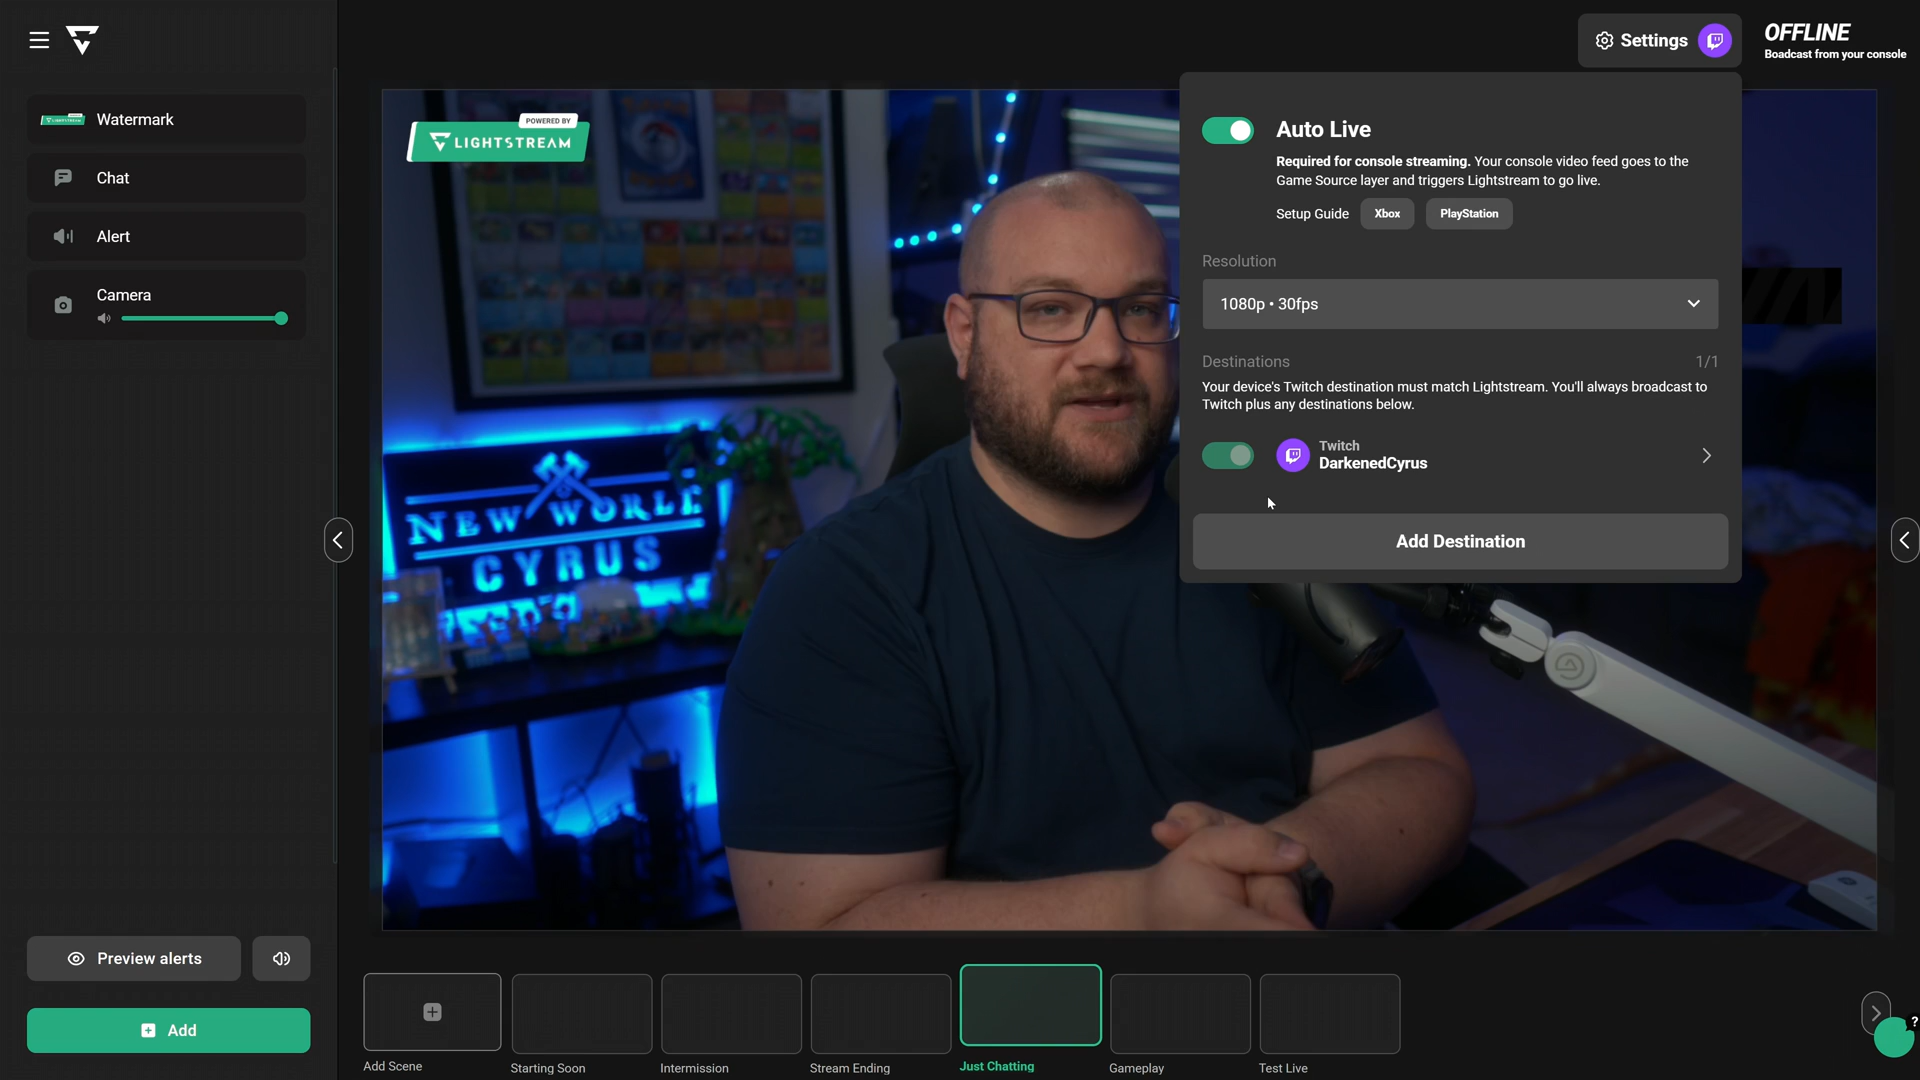 Settings
OFFLINE
Boadcast from your console
Watermark
Chat
Alert
Camera
POWERED BY
LIGHTSTREAM
NEW WORLD
CYRUS
Auto Live
Required for console streaming. Your console video feed goes to the
Game Source layer and triggers Lightstream to go live.
Setup Guide
Xbox
PlayStation
Resolution
1080p • 30fps
Destinations
1/1
Your device's Twitch destination must match Lightstream. You'll always broadcast to
Twitch plus any destinations below.
Twitch
DarkenedCyrus
Add Destination
Preview alerts
Add
Add Scene
Starting Soon
Intermission
Stream Ending
Just Chatting
Gameplay
Test Live
?